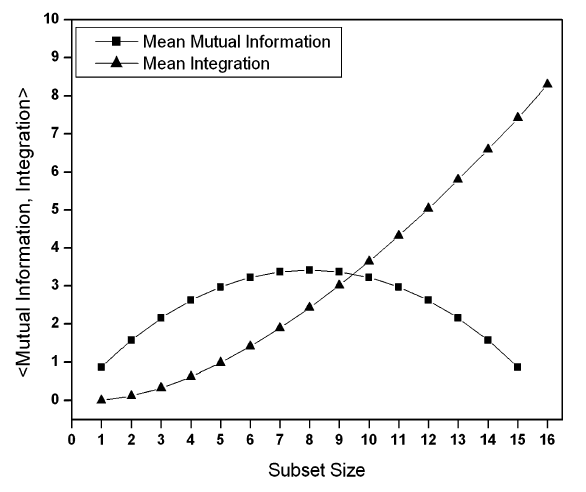 10
9
8
7
6
5
4
3
2
1
0
<Mutual Information, Integration>
Mean Mutual Information
Mean Integration
0 1 2 3 4 5 6 7 8 9 10 11 12 13 14 15 16
Subset Size